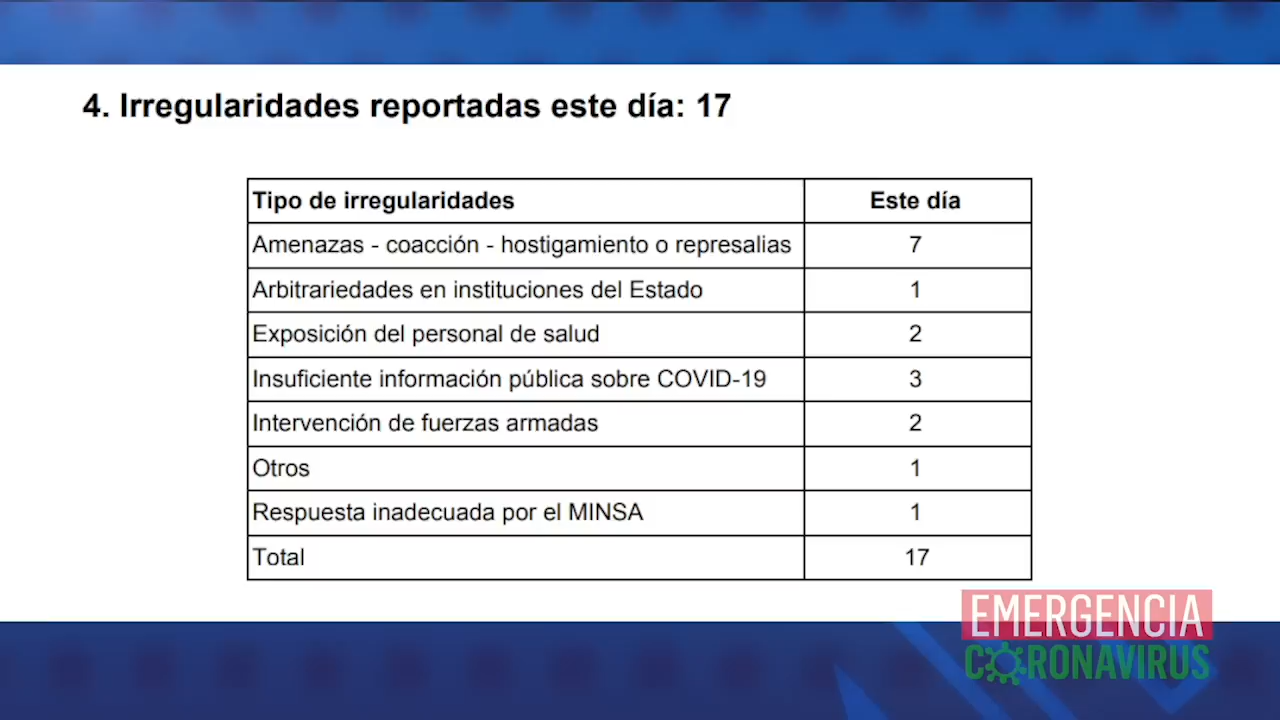 4. Irregularidades reportadas este día: 17
Tipo de irregularidades Este día
Amenazas - coacción - hostigamiento o represalias 7
Arbitrariedades en instituciones del Estado 1
Exposición del personal de salud 2
Insuficiente información pública sobre COVID-19 3
Intervención de fuerzas armadas 2
Otros 1
Respuesta inadecuada por el MINSA 1
Total 17
EMERGENCIA
CORONAVIRUS